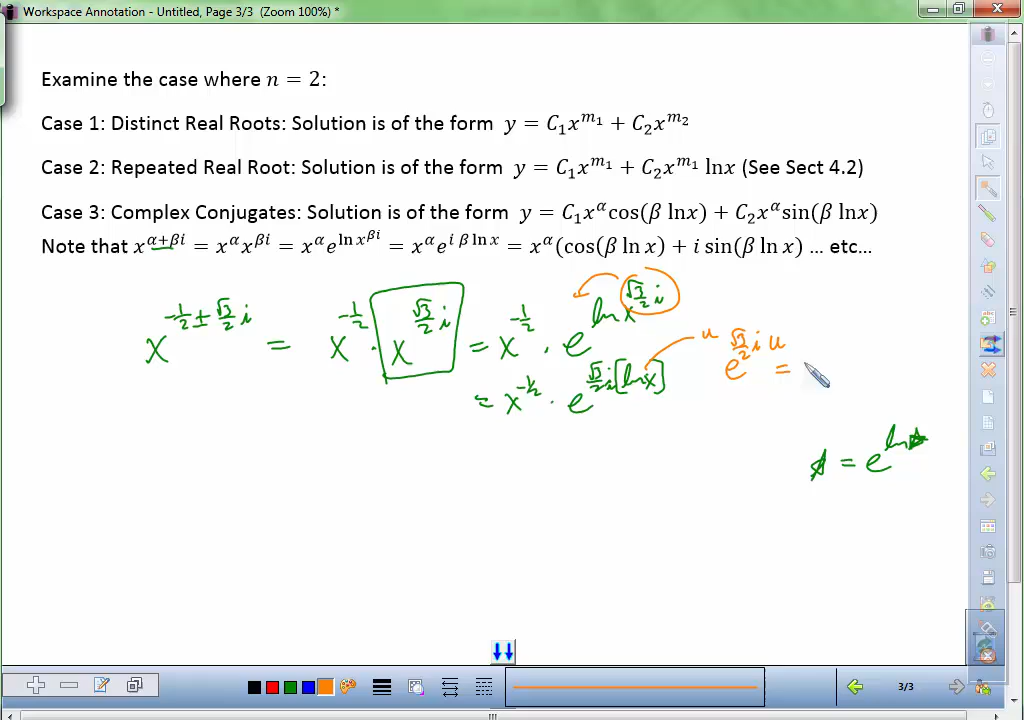 Workspace Annotation - Untitled, Page 3/3 (Zoom 100%) *
Examine the case where n = 2:
Case 1: Distinct Real Roots: Solution is of the form y = C₁x^{m₁} + C₂x^{m₂}
Case 2: Repeated Real Root: Solution is of the form y = C₁x^{m₁} + C₂x^{m₁} lnx (See Sect 4.2)
Case 3: Complex Conjugates: Solution is of the form y = C₁x^α cos(β lnx) + C₂x^α sin(β lnx)
Note that x^{α+βi} = x^α x^{βi} = x^α e^{ln x^{βi}} = x^α e^{i β ln x} = x^α (cos(β ln x) + i sin(β ln x) … etc…
x^{-1/2 ± √3/2 i} = x^{-1/2} · x^{√3/2 i} = x^{-1/2} · e^{ln x^{√3/2 i}}
= x^{-1/2} · e^{√3/2 i [ln x]}
u
e^{√3/2 i u} =
= e^{ln
3/3